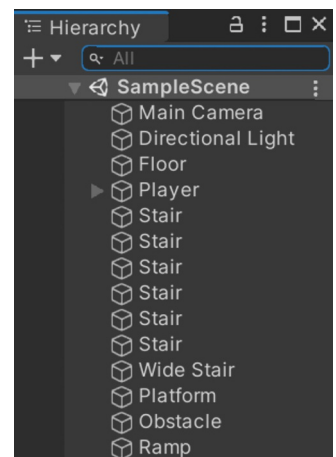 Hierarchy
All
SampleScene
Main Camera
Directional Light
Floor
Player
Stair
Stair
Stair
Stair
Stair
Stair
Wide Stair
Platform
Obstacle
Ramp